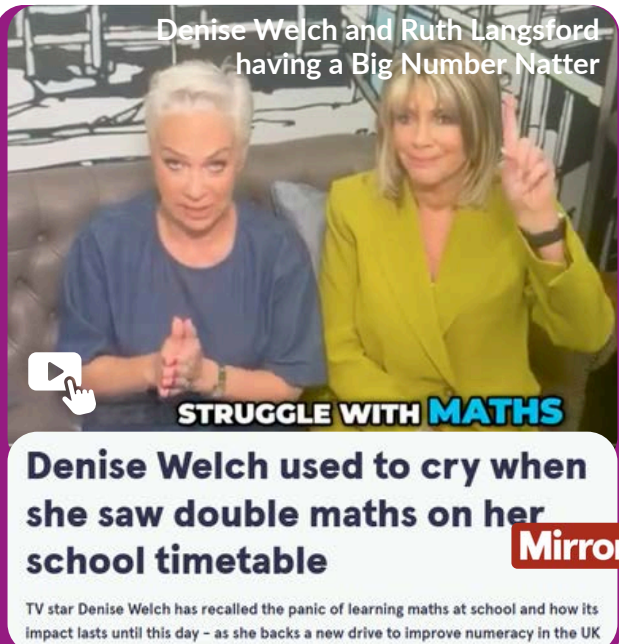 Denise Welch and Ruth Langsford
having a Big Number Natter
STRUGGLE WITH MATHS
Denise Welch used to cry when
she saw double maths on her
school timetable
Mirror
TV star Denise Welch has recalled the panic of learning maths at school and how its
impact lasts until this day - as she backs a new drive to improve numeracy in the UK